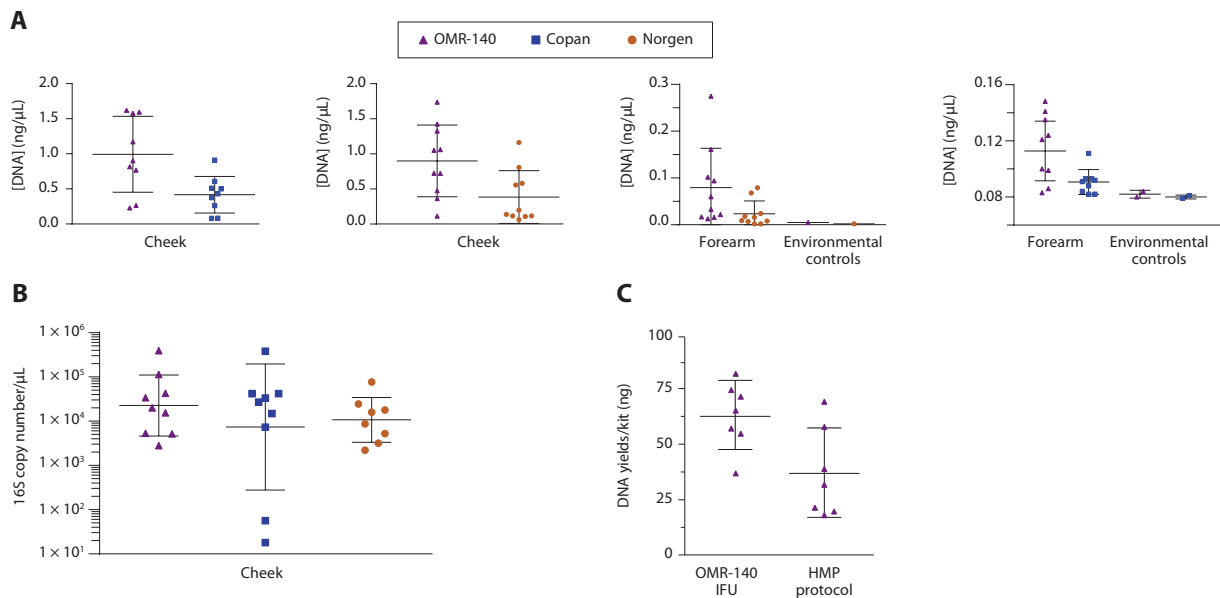 A
OMR-140 Copan Norgen
[DNA] (ng/µL)
2.0
1.5
1.0
0.5
0.0
Cheek
[DNA] (ng/µL)
2.0
1.5
1.0
0.5
0.0
Cheek
[DNA] (ng/µL)
0.3
0.2
0.1
0.0
Forearm
Environmental
controls
[DNA] (ng/µL)
0.16
0.12
0.08
Forearm
Environmental
controls
B
16S copy number/µL
1 × 10⁶
1 × 10⁵
1 × 10⁴
1 × 10³
1 × 10²
1 × 10¹
Cheek
C
DNA yields/kit (ng)
100
75
50
25
0
OMR-140
IFU
HMP
protocol